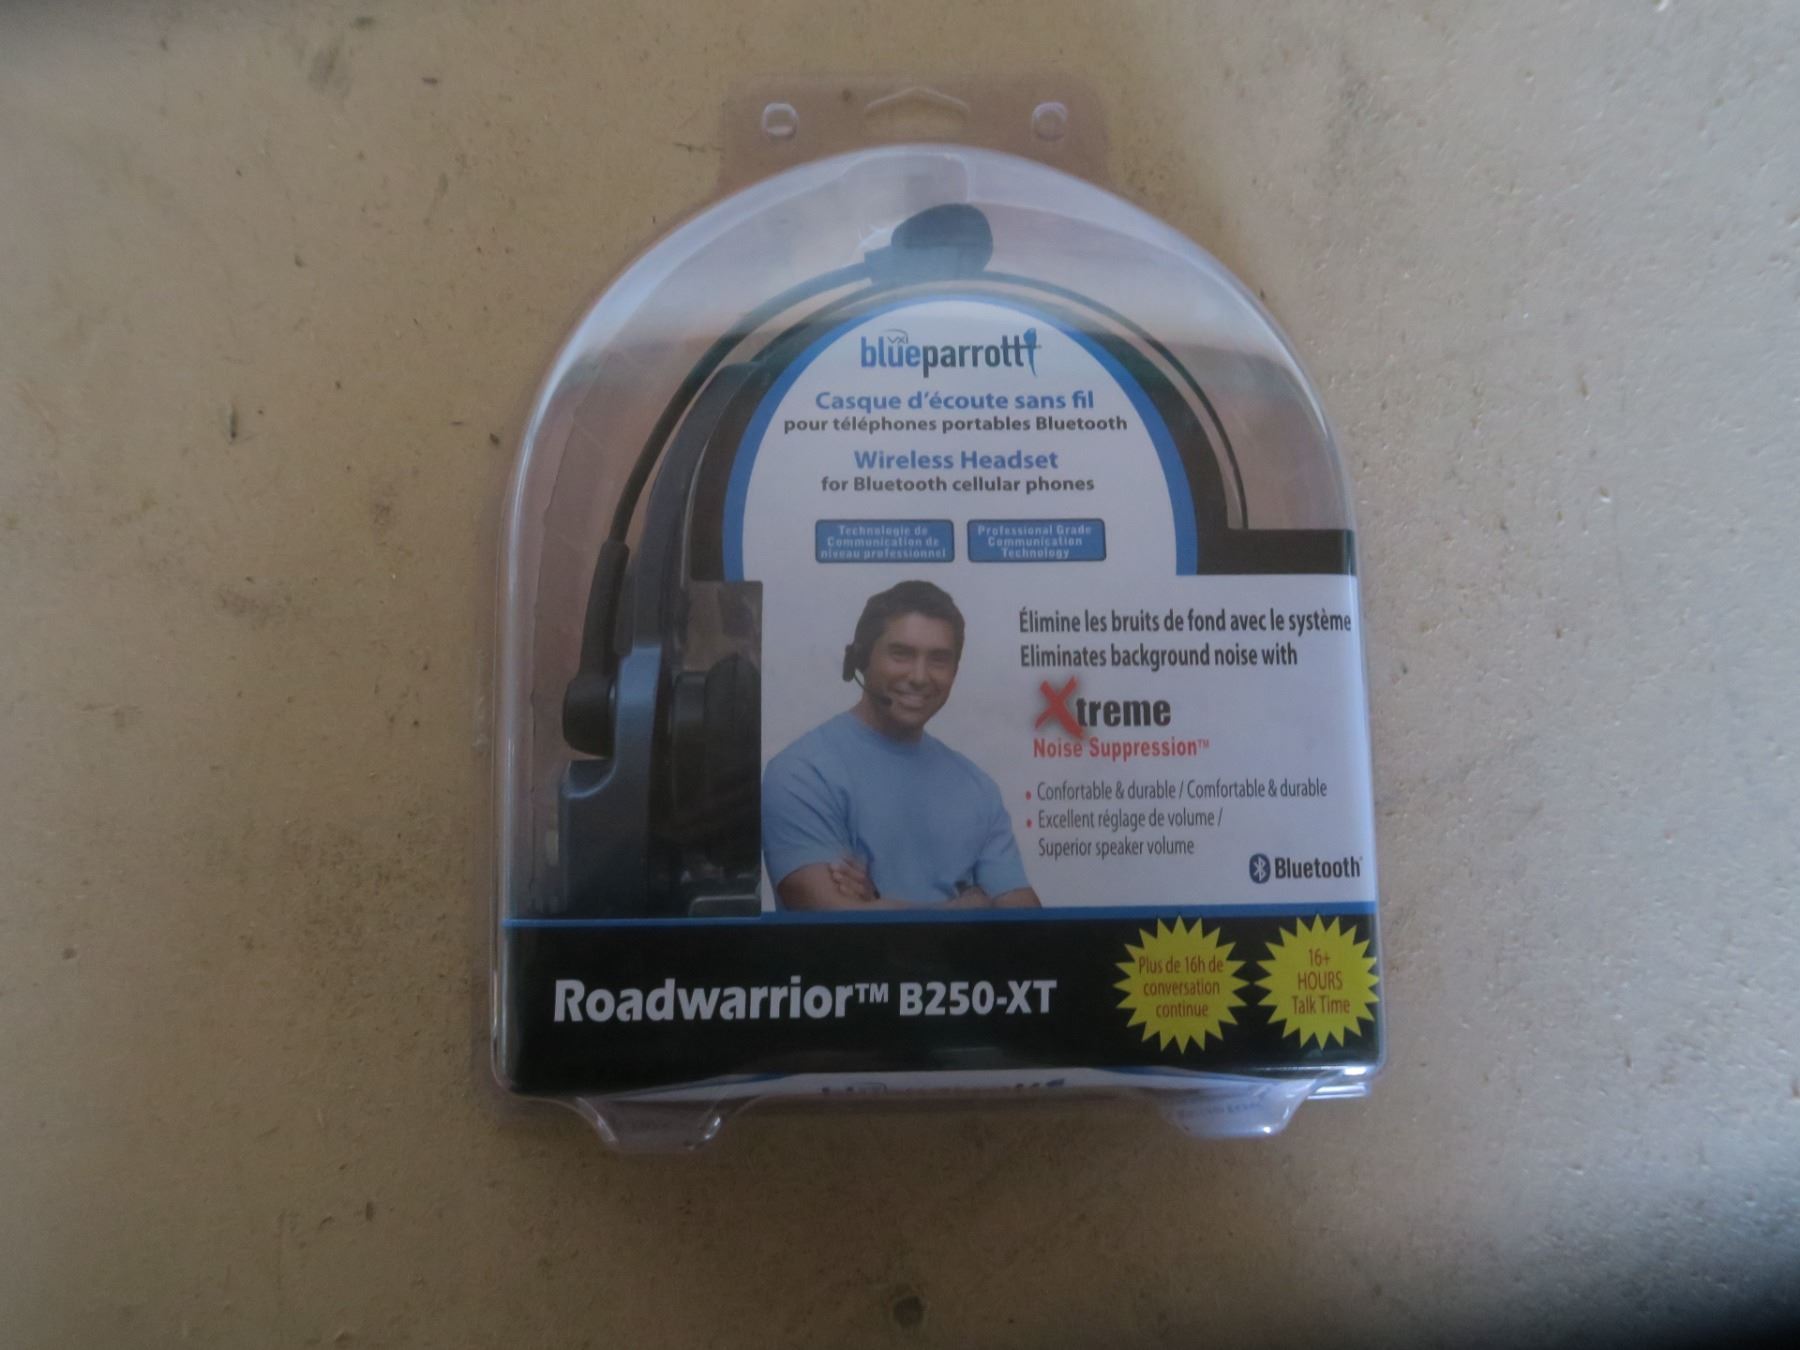 vxi
blueparrott
Casque d'écoute sans fil
pour téléphones portables Bluetooth
Wireless Headset
for Bluetooth cellular phones
Technologie de
Communication de
niveau professionnel
Professional Grade
Communication
Technology
Élimine les bruits de fond avec le système
Eliminates background noise with
Xtreme
Noise Suppression™
• Confortable & durable / Comfortable & durable
• Excellent réglage de volume /
Superior speaker volume
Bluetooth®
Roadwarrior™ B250-XT
Plus de 16h de
conversation
continue
16+
HOURS
Talk Time